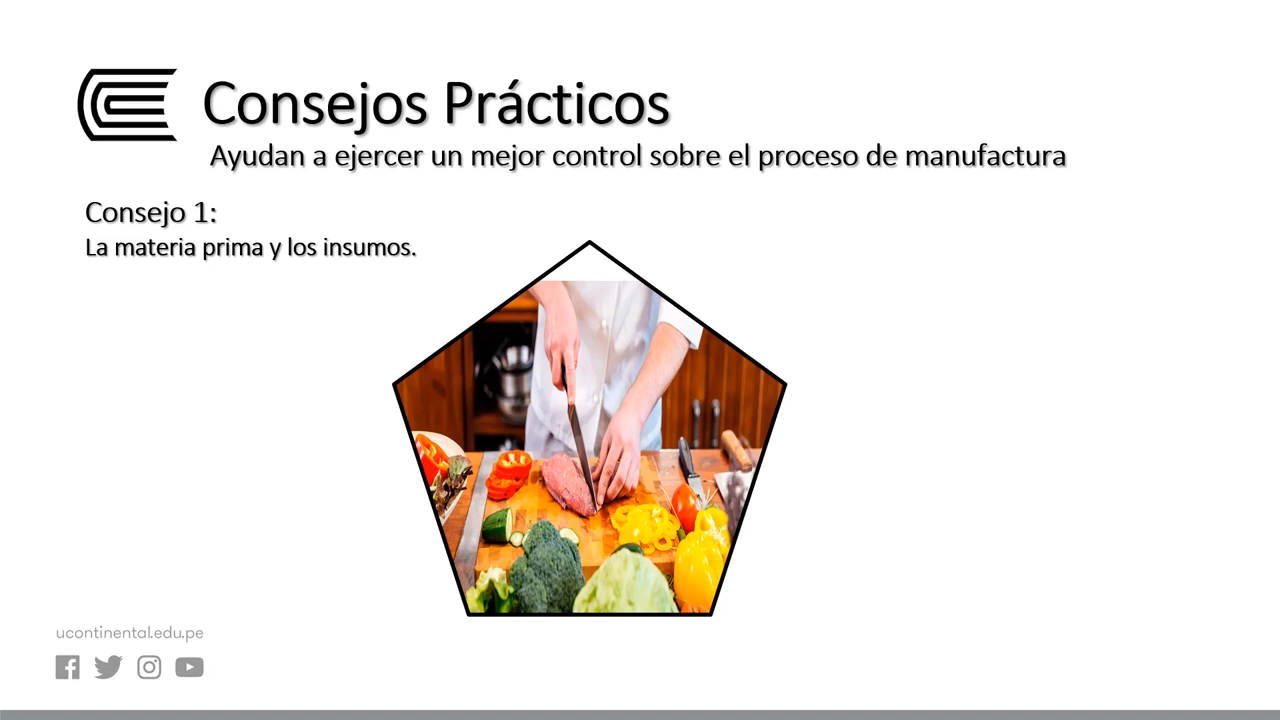 Consejos Prácticos
Ayudan a ejercer un mejor control sobre el proceso de manufactura
Consejo 1:
La materia prima y los insumos.
ucontinental.edu.pe